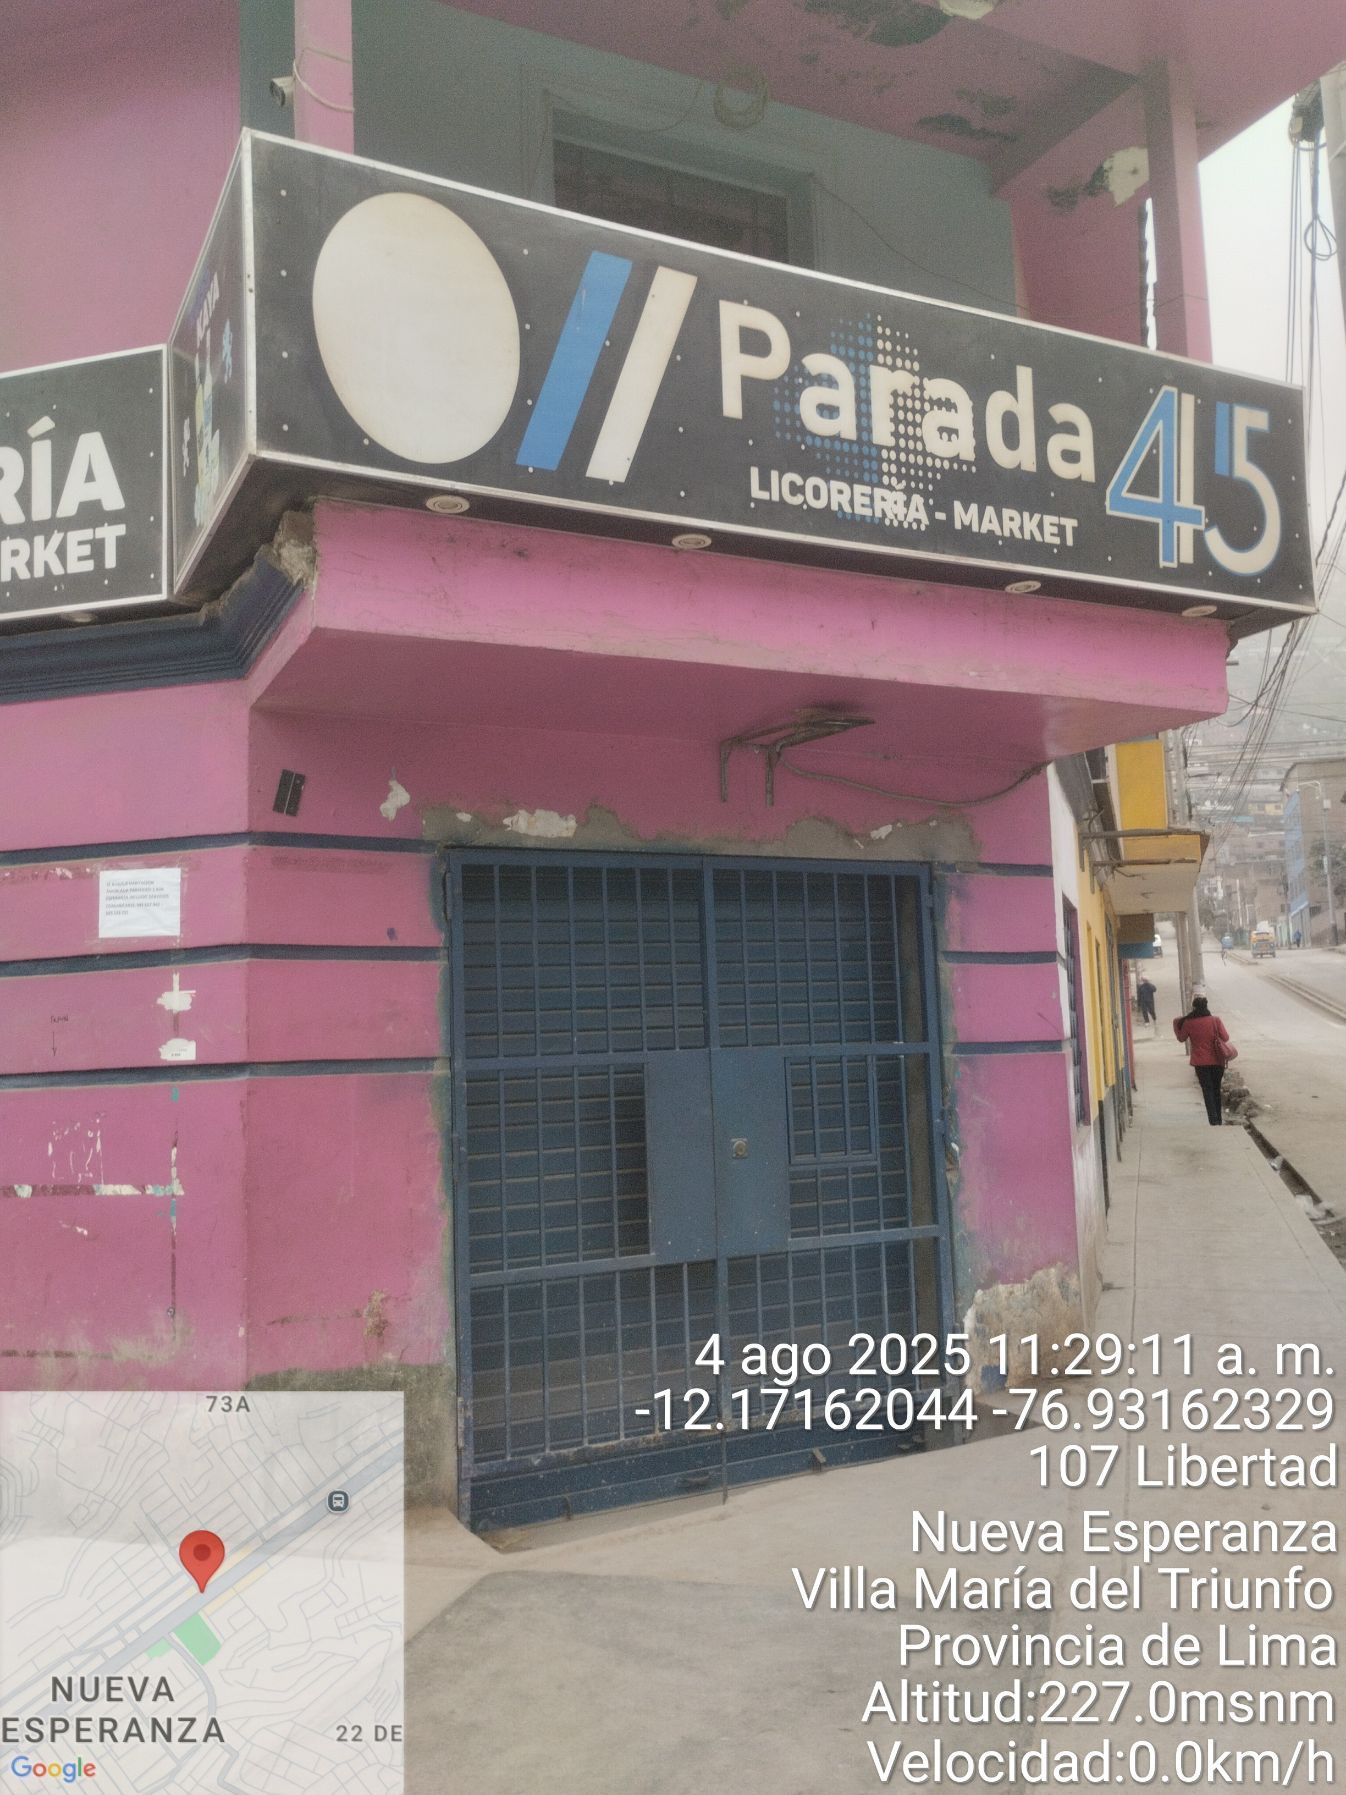 Parada 45
LICORERÍA - MARKET
RÍA
RKET
4 ago 2025 11:29:11 a. m.
-12.17162044 -76.93162329
107 Libertad
Nueva Esperanza
Villa María del Triunfo
Provincia de Lima
Altitud:227.0msnm
Velocidad:0.0km/h
73A
NUEVA
ESPERANZA
22 DE
Google